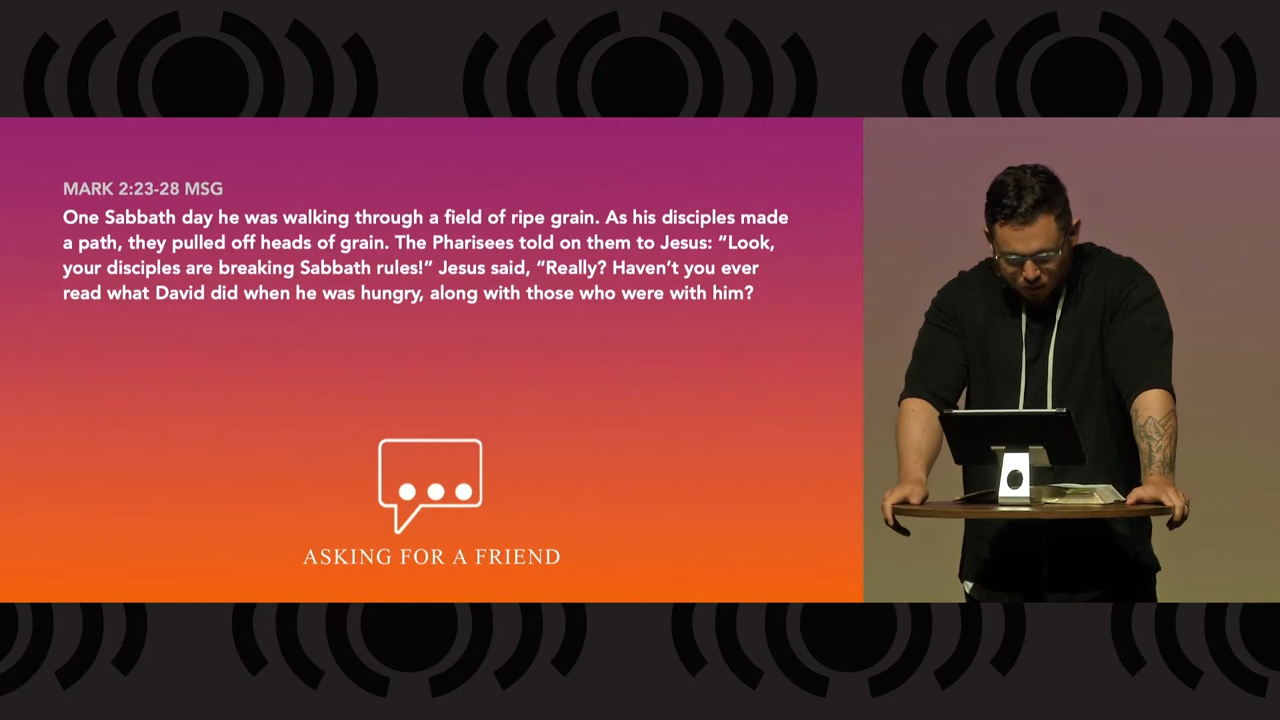 MARK 2:23-28 MSG
One Sabbath day he was walking through a field of ripe grain. As his disciples made
a path, they pulled off heads of grain. The Pharisees told on them to Jesus: “Look,
your disciples are breaking Sabbath rules!” Jesus said, “Really? Haven’t you ever
read what David did when he was hungry, along with those who were with him?
ASKING FOR A FRIEND